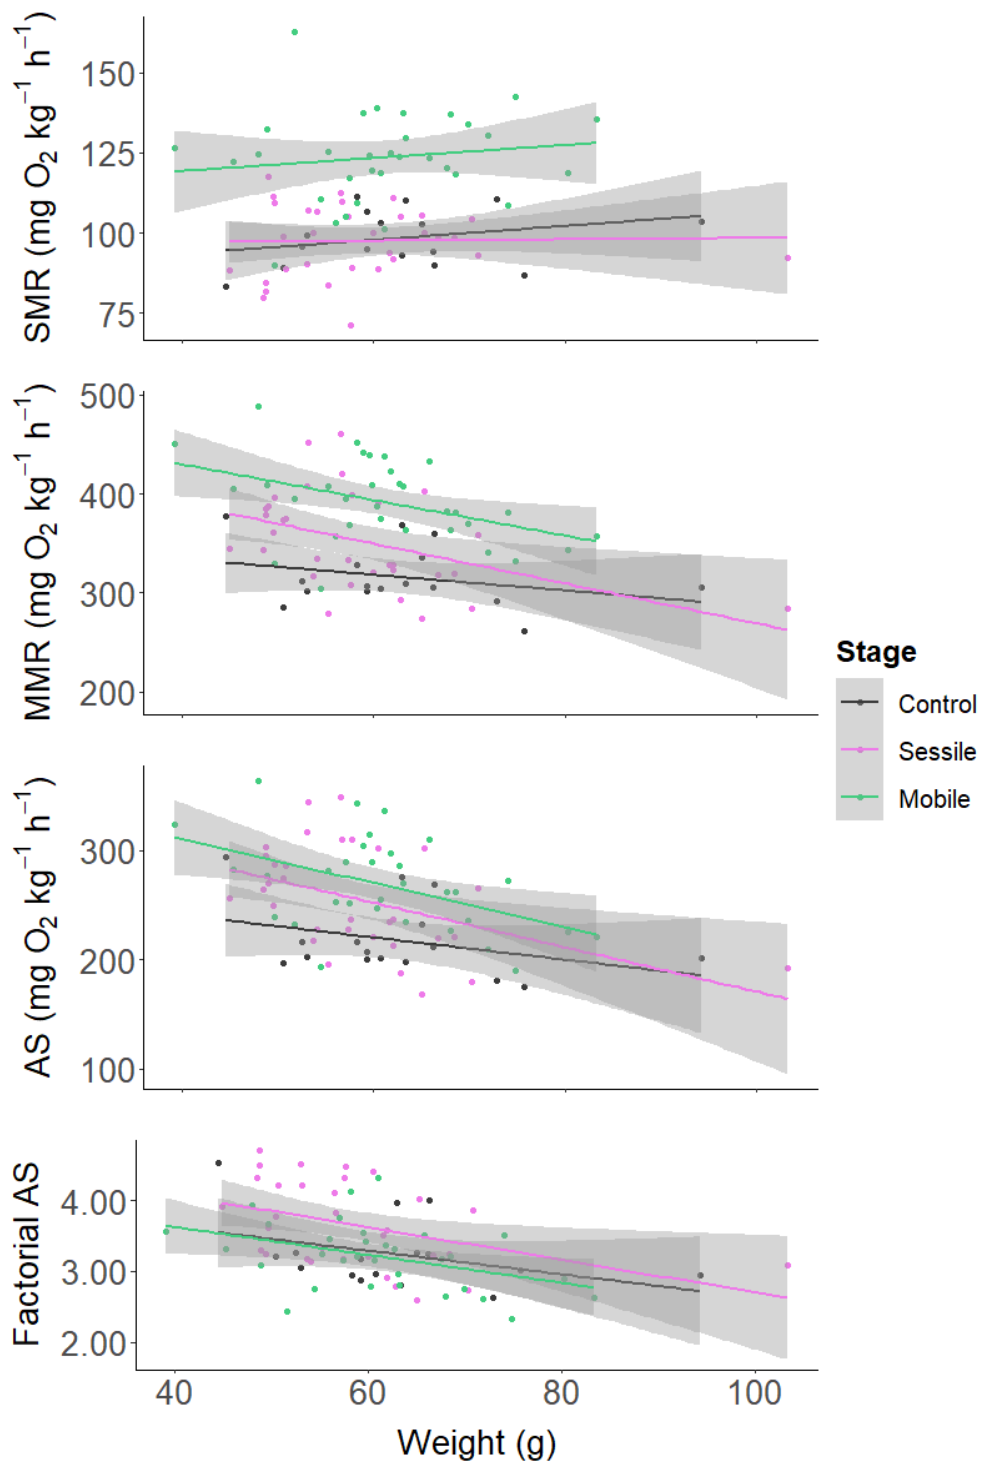 SMR (mg O₂ kg⁻¹ h⁻¹)
150
125
100
75
MMR (mg O₂ kg⁻¹ h⁻¹)
500
400
300
200
AS (mg O₂ kg⁻¹ h⁻¹)
300
200
100
Factorial AS
4.00
3.00
2.00
40 60 80 100
Weight (g)
Stage
Control
Sessile
Mobile